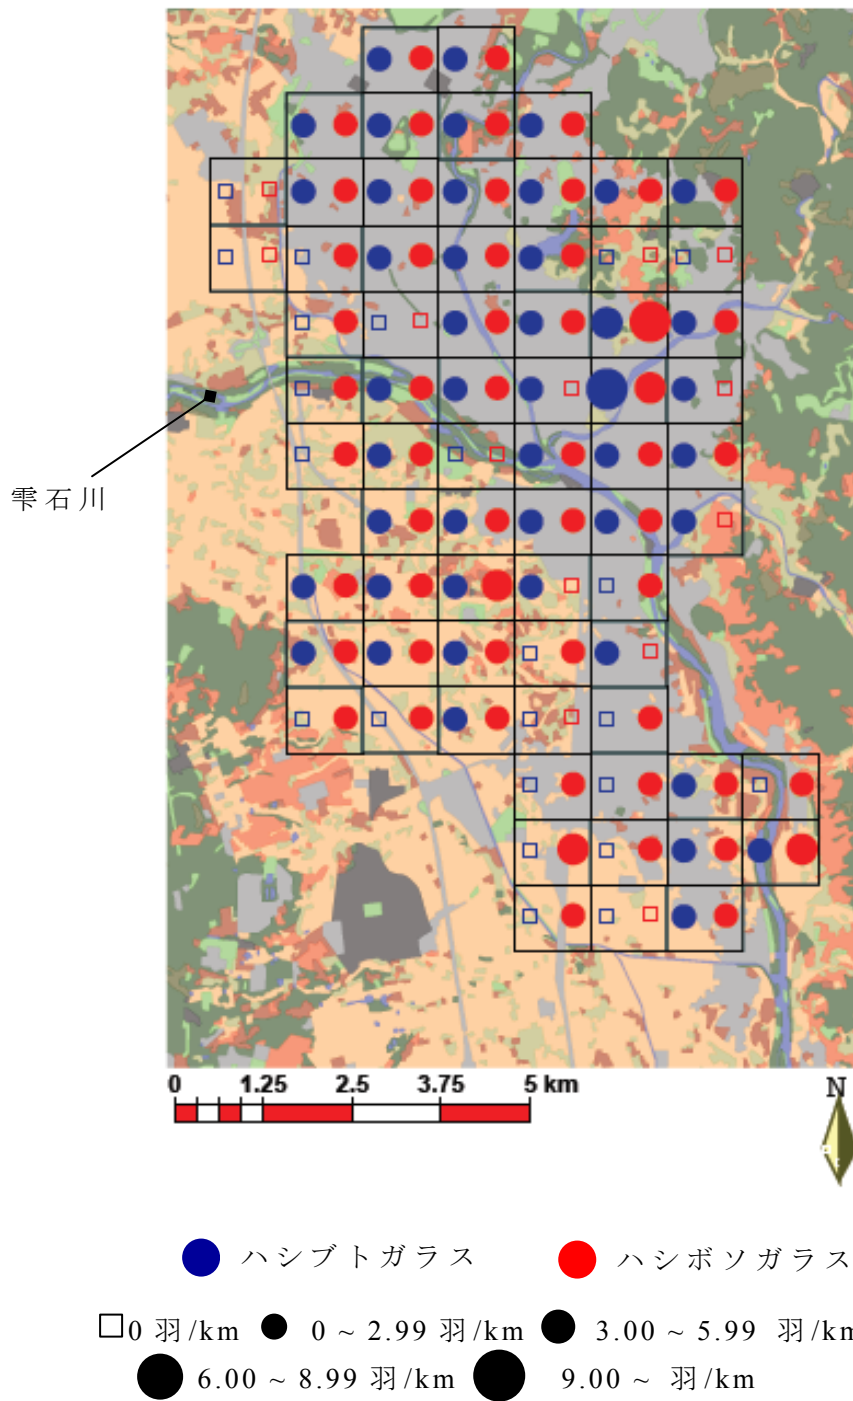 雫石川
0 1.25 2.5 3.75 5 km
N
ハシブトガラス ハシボソガラス
0 羽/km 0 ~ 2.99 羽/km 3.00 ~ 5.99 羽/km
6.00 ~ 8.99 羽/km 9.00 ~ 羽/km